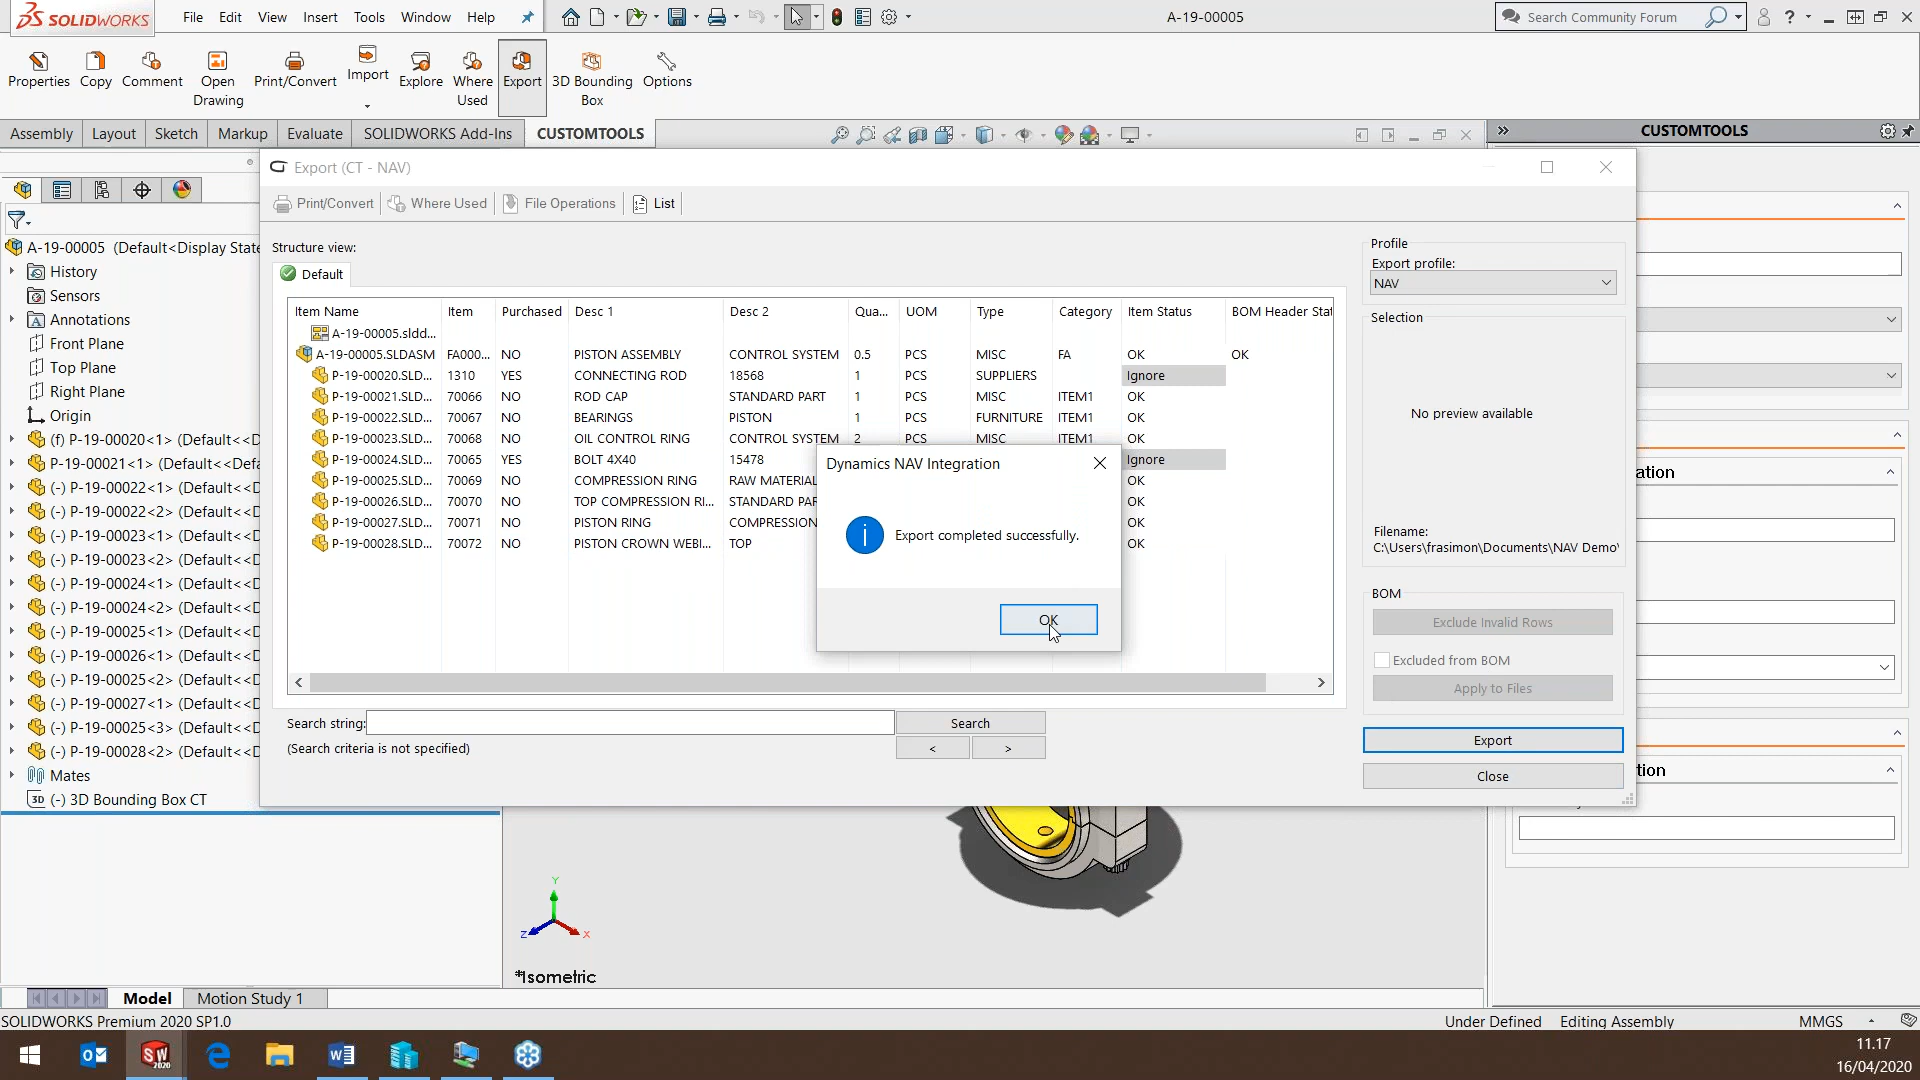 SOLIDWORKS
File Edit View Insert Tools Window Help
A-19-00005
Search Community Forum
?
Properties
Copy
Comment
Open Drawing
Print/Convert
Import
Explore
Where Used
Export
3D Bounding Box
Options
Assembly Layout Sketch Markup Evaluate SOLIDWORKS Add-Ins CUSTOMTOOLS
CUSTOMTOOLS
Export (CT - NAV)
Print/Convert Where Used File Operations List
Structure view:
Default
Item Name Item Purchased Desc 1 Desc 2 Qua... UOM Type Category Item Status BOM Header Stat
A-19-00005.sldd...
A-19-00005.SLDASM FA000... NO PISTON ASSEMBLY CONTROL SYSTEM 0.5 PCS MISC FA OK OK
P-19-00020.SLD... 1310 YES CONNECTING ROD 18568 1 PCS SUPPLIERS Ignore
P-19-00021.SLD... 70066 NO ROD CAP STANDARD PART 1 PCS MISC ITEM1 OK
P-19-00022.SLD... 70067 NO BEARINGS PISTON 1 PCS FURNITURE ITEM1 OK
P-19-00023.SLD... 70068 NO OIL CONTROL RING CONTROL SYSTEM 2 PCS MISC ITEM1 OK
P-19-00024.SLD... 70065 YES BOLT 4X40 15478 Ignore
P-19-00025.SLD... 70069 NO COMPRESSION RING RAW MATERIAL OK
P-19-00026.SLD... 70070 NO TOP COMPRESSION RI... STANDARD PAR OK
P-19-00027.SLD... 70071 NO PISTON RING COMPRESSION OK
P-19-00028.SLD... 70072 NO PISTON CROWN WEBI... TOP OK
Dynamics NAV Integration
Export completed successfully.
OK
Search string:
Search
(Search criteria is not specified)
< >
Profile
Export profile:
NAV
Selection
No preview available
Filename:
C:\Users\frasimon\Documents\NAV Demo\
BOM
Exclude Invalid Rows
Excluded from BOM
Apply to Files
Export
Close
A-19-00005 (Default<Display State
History
Sensors
Annotations
Front Plane
Top Plane
Right Plane
Origin
(f) P-19-00020<1> (Default<<D
P-19-00021<1> (Default<<De
(-) P-19-00022<1> (Default<<D
(-) P-19-00022<2> (Default<<D
(-) P-19-00023<1> (Default<<D
(-) P-19-00023<2> (Default<<D
(-) P-19-00024<1> (Default<<D
(-) P-19-00024<2> (Default<<D
(-) P-19-00025<1> (Default<<D
(-) P-19-00026<1> (Default<<D
(-) P-19-00025<2> (Default<<D
(-) P-19-00027<1> (Default<<D
(-) P-19-00025<3> (Default<<D
(-) P-19-00028<2> (Default<<D
Mates
3D (-) 3D Bounding Box CT
ation
tion
Y
Z X
*Isometric
Model Motion Study 1
SOLIDWORKS Premium 2020 SP1.0
Under Defined Editing Assembly MMGS
SW 2020
11.17
16/04/2020